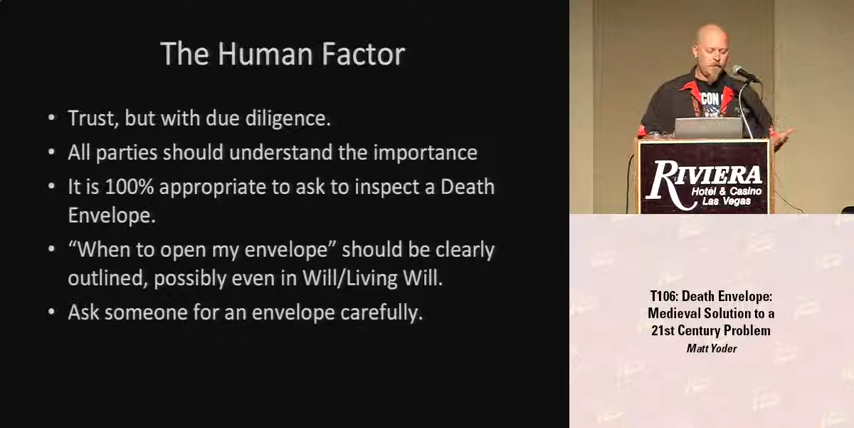 The Human Factor
• Trust, but with due diligence.
• All parties should understand the importance
• It is 100% appropriate to ask to inspect a Death
Envelope.
• “When to open my envelope” should be clearly
outlined, possibly even in Will/Living Will.
• Ask someone for an envelope carefully.
CON
RIVIERA
Hotel & Casino
Las Vegas
T106: Death Envelope:
Medieval Solution to a
21st Century Problem
Matt Yoder